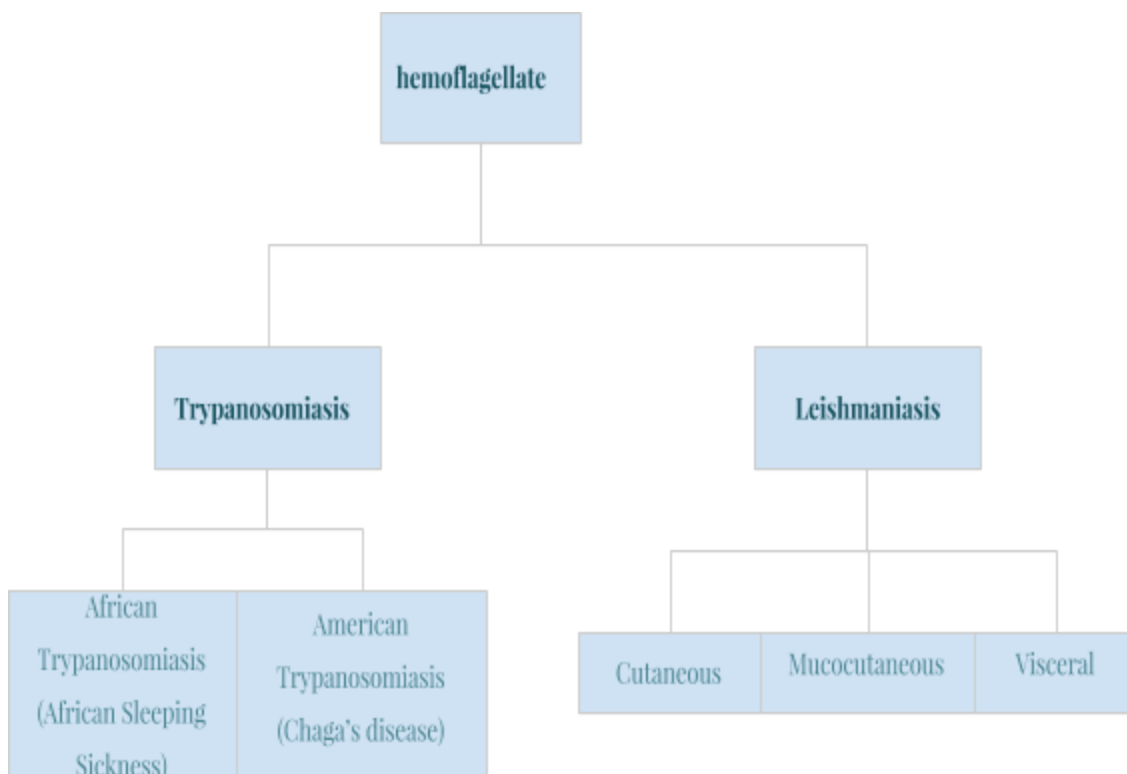 hemoflagellate
Trypanosomiasis
Leishmaniasis
African
Trypanosomiasis
(African Sleeping
Sickness)
American
Trypanosomiasis
(Chaga's disease)
Cutaneous
Mucocutaneous
Visceral